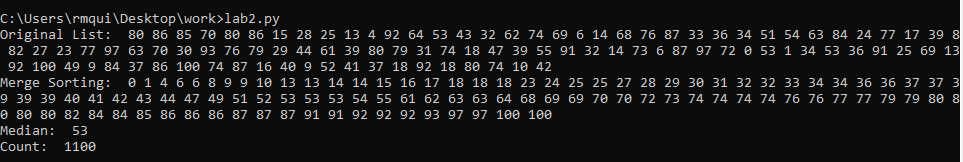 C:\Users\rmqui\Desktop\work>lab2.py
Original List:  80 86 85 70 80 86 15 28 25 13 4 92 64 53 43 32 62 74 69 6 14 68 76 87 33 36 34 51 54 63 84 24 77 17 39 8
 82 27 23 77 97 63 70 30 93 76 79 29 44 61 39 80 79 31 74 18 47 39 55 91 32 14 73 6 87 97 72 0 53 1 34 53 36 91 25 69 13
 92 100 49 9 84 37 86 100 74 87 16 40 9 52 41 37 18 92 18 80 74 10 42
Merge Sorting:  0 1 4 6 6 8 9 9 10 13 13 14 14 15 16 17 18 18 18 23 24 25 25 27 28 29 30 31 32 32 33 34 34 36 36 37 37 3
9 39 39 40 41 42 43 44 47 49 51 52 53 53 53 54 55 61 62 63 63 64 68 69 69 70 70 72 73 74 74 74 74 76 76 77 77 79 79 80 8
0 80 80 82 84 84 85 86 86 86 87 87 87 91 91 92 92 92 93 97 97 100 100
Median:  53
Count:  1100